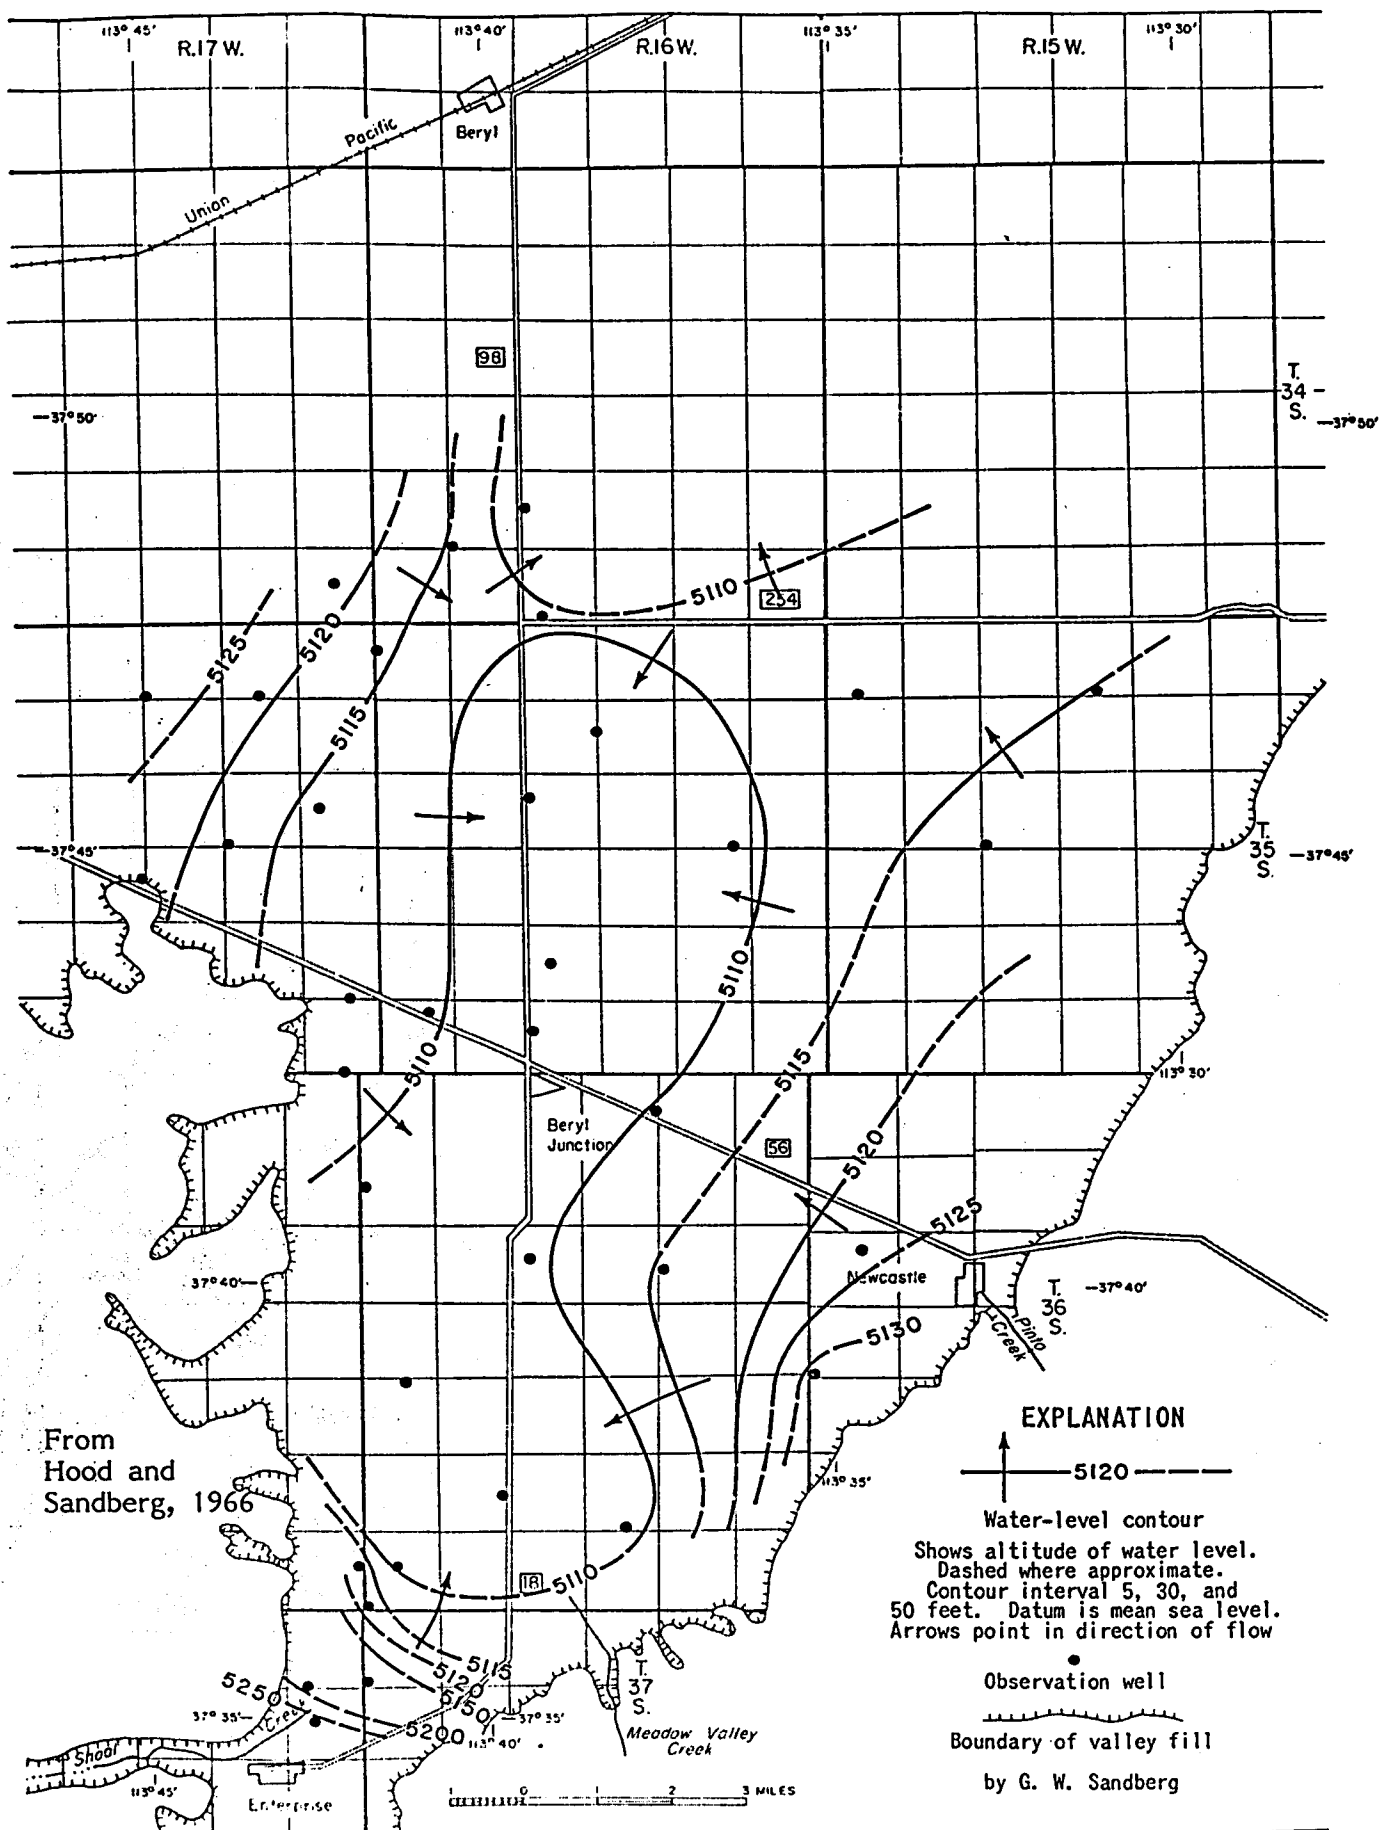 113° 45'
113° 40'
113° 35'
113° 30'
R.17 W.
R.16 W.
R.15 W.
Beryl
Pacific
Union
98
T.
34
S.
37° 50'
37° 50'
5110
254
5125
5120
5115
37° 45'
T.
35
S.
37° 45'
5110
5110
5115
113° 30'
Beryl
Junction
56
5120
5125
37° 40'
Newcastle
T.
36
S.
37° 40'
Pinto
Creek
5130
From
Hood and
Sandberg, 1966
113° 35'
18
5110
5115
5120
5150
5250
5200
37° 35'
Creek
37° 35'
113° 40'
T.
37
S.
Meadow Valley
Creek
Shoal
113° 45'
Enterprise
1 0 1 2 3 MILES
EXPLANATION
5120
Water-level contour
Shows altitude of water level.
Dashed where approximate.
Contour interval 5, 30, and
50 feet. Datum is mean sea level.
Arrows point in direction of flow
Observation well
Boundary of valley fill
by G. W. Sandberg